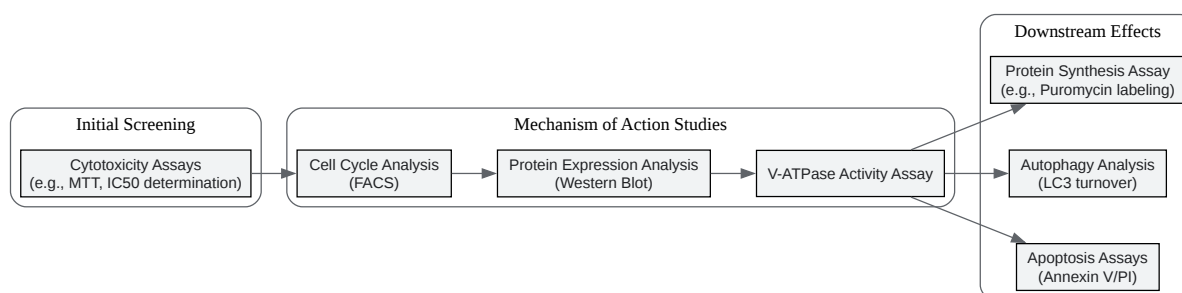 Initial Screening
Cytotoxicity Assays
(e.g., MTT, IC50 determination)
Mechanism of Action Studies
Cell Cycle Analysis
(FACS)
Protein Expression Analysis
(Western Blot)
V-ATPase Activity Assay
Downstream Effects
Protein Synthesis Assay
(e.g., Puromycin labeling)
Autophagy Analysis
(LC3 turnover)
Apoptosis Assays
(Annexin V/PI)